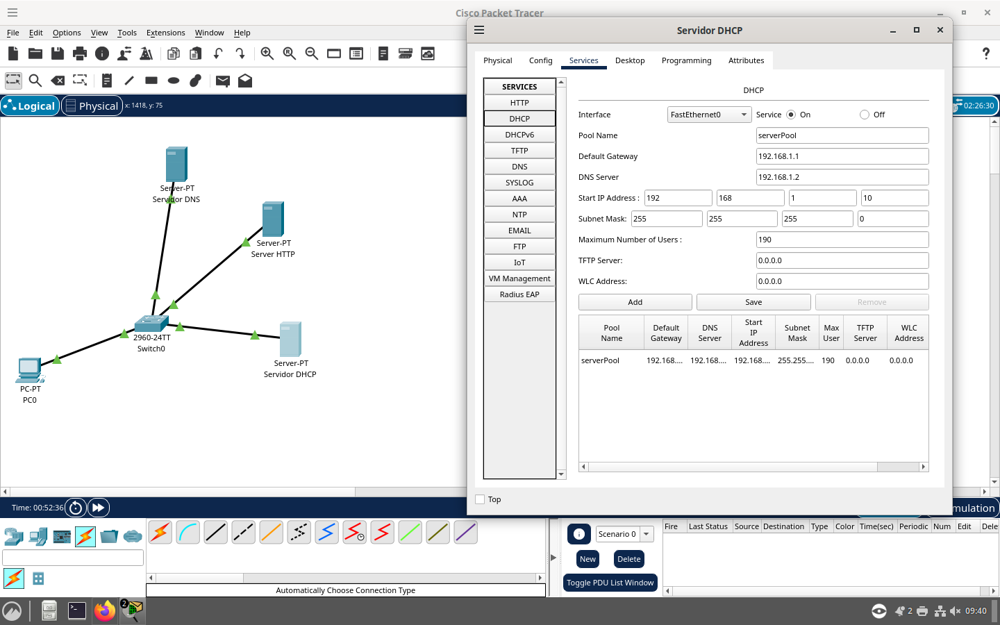 Cisco Packet Tracer
File Edit Options View Tools Extensions Window Help
Logical Physical x: 1418, y: 75
02:26:30
Server-PT
Servidor DNS
Server-PT
Server HTTP
2960-24TT
Switch0
Server-PT
Servidor DHCP
PC-PT
PC0
Servidor DHCP
Physical Config Services Desktop Programming Attributes
SERVICES
HTTP
DHCP
DHCPv6
TFTP
DNS
SYSLOG
AAA
NTP
EMAIL
FTP
IoT
VM Management
Radius EAP
DHCP
Interface FastEthernet0 Service On Off
Pool Name serverPool
Default Gateway 192.168.1.1
DNS Server 192.168.1.2
Start IP Address : 192 168 1 10
Subnet Mask: 255 255 255 0
Maximum Number of Users : 190
TFTP Server: 0.0.0.0
WLC Address: 0.0.0.0
Add Save Remove
Pool Name Default Gateway DNS Server Start IP Address Subnet Mask Max User TFTP Server WLC Address
serverPool 192.168.... 192.168.... 192.168.... 255.255.... 190 0.0.0.0 0.0.0.0
Top
Time: 00:52:36
mulation
Automatically Choose Connection Type
Scenario 0
New Delete
Toggle PDU List Window
Fire Last Status Source Destination Type Color Time(sec) Periodic Num Edit Dele
2
2
09:40